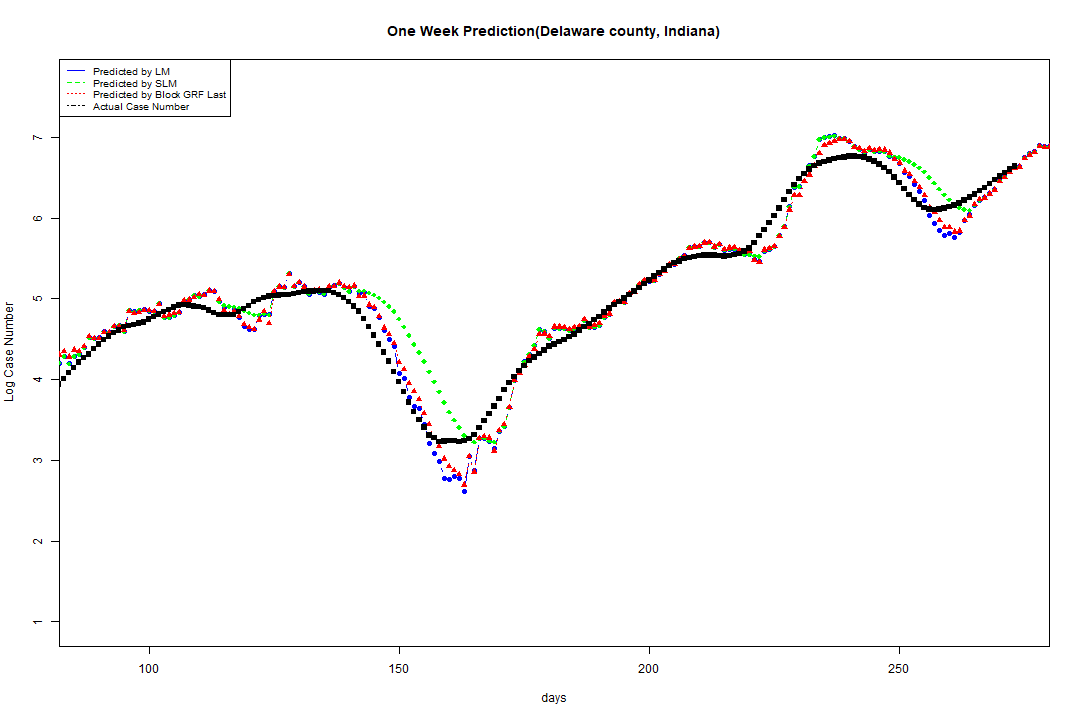 One Week Prediction(Delaware county, Indiana)
Predicted by LM
Predicted by SLM
Predicted by Block GRF Last
Actual Case Number
7
6
5
4
3
2
1
Log Case Number
100 150 200 250
days